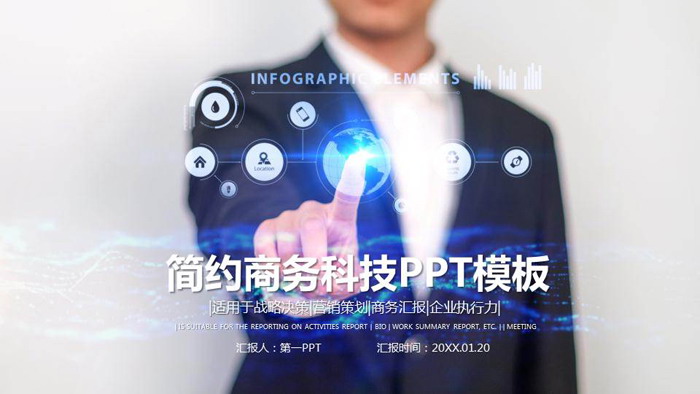 INFOGRAPHIC ELEMENTS
Location
简约商务科技PPT模板
|适用于战略决策|营销策划|商务汇报|企业执行力|
| IS SUITABLE FOR THE REPORTING ON ACTIVITIES REPORT | BIO | WORK SUMMARY REPORT, ETC. | | MEETING
汇报人：第一PPT 汇报时间：20XX.01.20